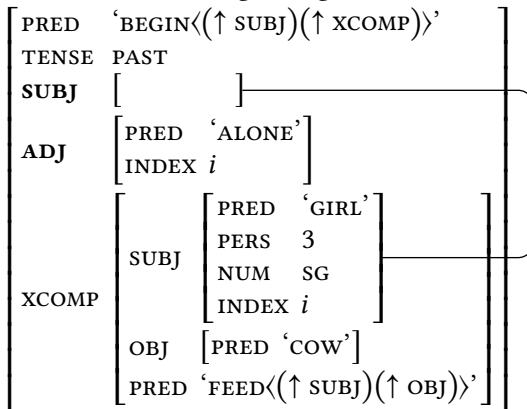 PRED ‘BEGIN⟨(↑ SUBJ)(↑ XCOMP)⟩’
TENSE PAST
SUBJ [ ]
ADJ [PRED ‘ALONE’
INDEX i]
XCOMP
SUBJ
PRED ‘GIRL’
PERS 3
NUM SG
INDEX i
OBJ [PRED ‘COW’]
PRED ‘FEED⟨(↑ SUBJ)(↑ OBJ)⟩’